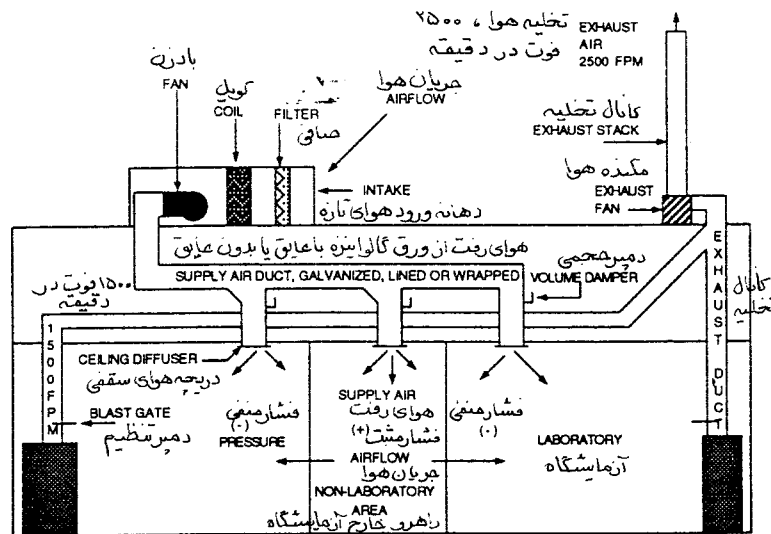 تخلیه هوا ، ۲۵۰۰
فوت در دقیقه
EXHAUST
AIR
2500 FPM
بادزن
FAN
کویل
COIL
FILTER
صافی
جریان هوا
AIRFLOW
کانال تخلیه
EXHAUST STACK
مکنده هوا
EXHAUST
FAN
INTAKE
دهانه ورود هوای تازه
هوای رفت از ورق گالوانیزه با عایق یا بدون عایق
SUPPLY AIR DUCT, GALVANIZED, LINED OR WRAPPED
دمپر حجمی
VOLUME DAMPER
۱۵۰۰ فوت در
دقیقه
1500 FPM
EXHAUST DUCT
کانال
تخلیه
CEILING DIFFUSER
دریچه هوای سقفی
BLAST GATE
دمپر تنظیم
فشار منفی
(-)
PRESSURE
SUPPLY AIR
هوای رفت
فشار مثبت
(+)
AIRFLOW
جریان هوا
NON-LABORATORY
AREA
راهرو خارج آزمایشگاه
فشار منفی
(-)
LABORATORY
آزمایشگاه